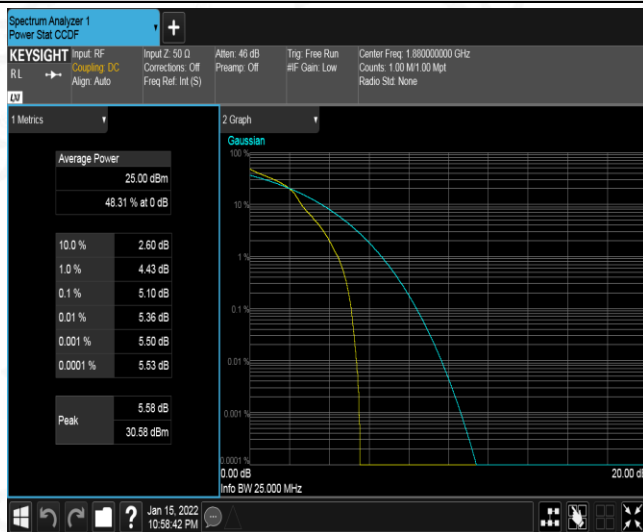 Spectrum Analyzer 1
Power Stat CCDF
+
KEYSIGHT
RL
LXI
Input: RF
Coupling: DC
Align: Auto
Input Z: 50 Ω
Corrections: Off
Freq Ref: Int (S)
Atten: 46 dB
Preamp: Off
Trig: Free Run
#IF Gain: Low
Center Freq: 1.880000000 GHz
Counts: 1.00 M/1.00 Mpt
Radio Std: None
1 Metrics
Average Power
25.00 dBm
48.31 % at 0 dB
10.0 % 2.60 dB
1.0 % 4.43 dB
0.1 % 5.10 dB
0.01 % 5.36 dB
0.001 % 5.50 dB
0.0001 % 5.53 dB
Peak
5.58 dB
30.58 dBm
2 Graph
Gaussian
100 %
10 %
1 %
0.1 %
0.01 %
0.001 %
0.0001 %
0.00 dB
20.00 dB
Info BW 25.000 MHz
?
Jan 15, 2022
10:58:42 PM